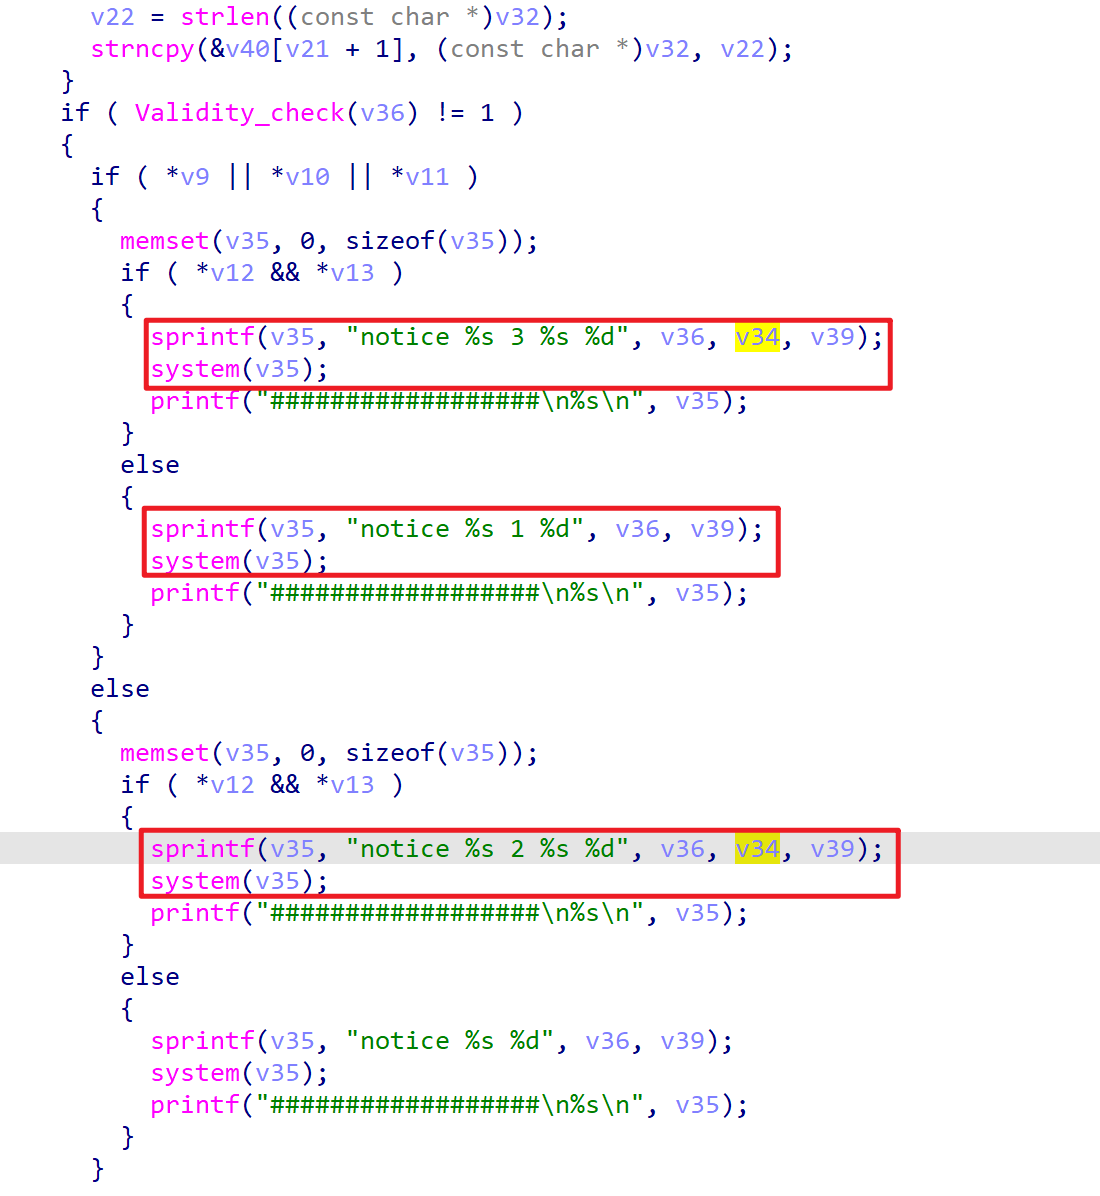 v22 = strlen((const char *)v32);
strncpy(&v40[v21 + 1], (const char *)v32, v22);
}
if ( Validity_check(v36) != 1 )
{
if ( *v9 || *v10 || *v11 )
{
memset(v35, 0, sizeof(v35));
if ( *v12 && *v13 )
{
sprintf(v35, "notice %s 3 %s %d", v36, v34, v39);
system(v35);
printf("##################\n%s\n", v35);
}
else
{
sprintf(v35, "notice %s 1 %d", v36, v39);
system(v35);
printf("##################\n%s\n", v35);
}
}
else
{
memset(v35, 0, sizeof(v35));
if ( *v12 && *v13 )
{
sprintf(v35, "notice %s 2 %s %d", v36, v34, v39);
system(v35);
printf("##################\n%s\n", v35);
}
else
{
sprintf(v35, "notice %s %d", v36, v39);
system(v35);
printf("##################\n%s\n", v35);
}
}